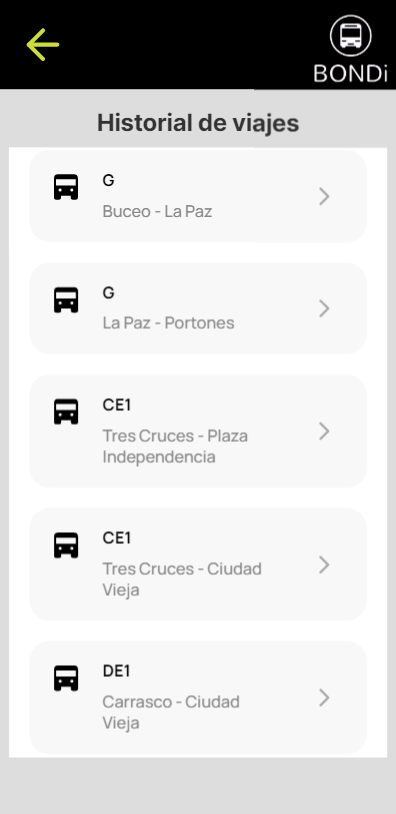 BONDi
Historial de viajes
G
Buceo - La Paz
G
La Paz - Portones
CE1
Tres Cruces - Plaza
Independencia
CE1
Tres Cruces - Ciudad
Vieja
DE1
Carrasco - Ciudad
Vieja